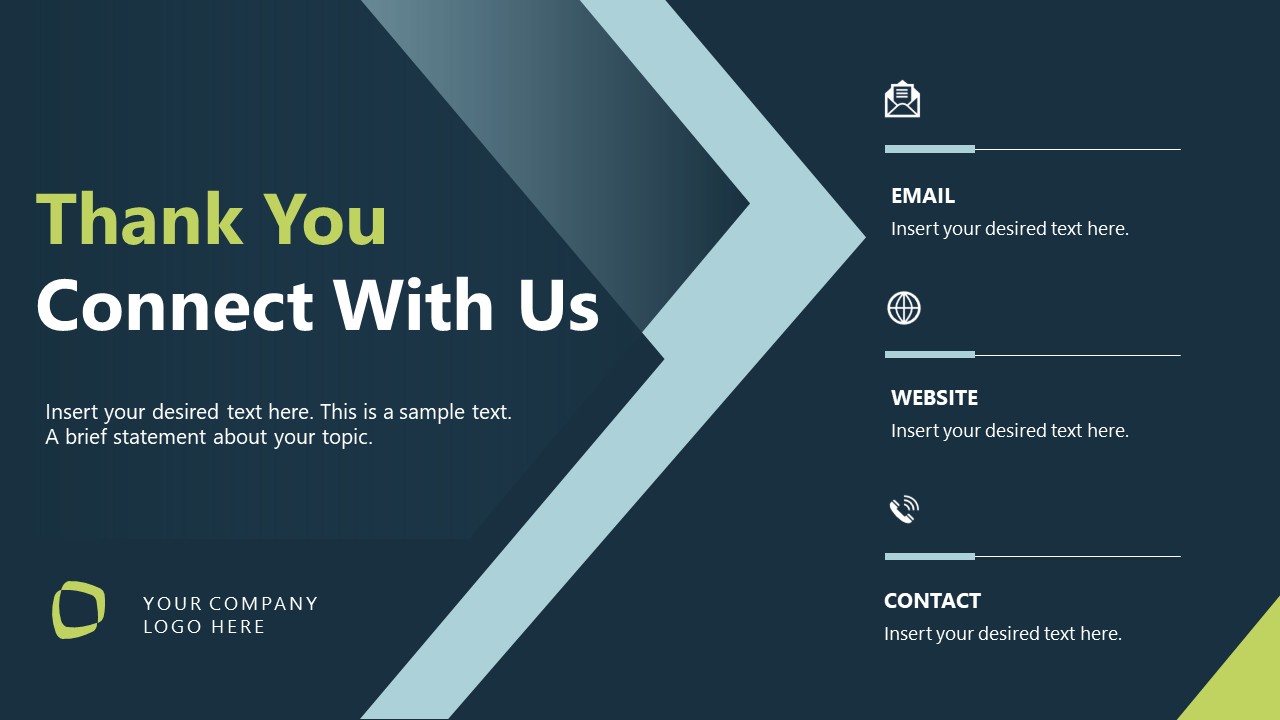 Thank You
Connect With Us
Insert your desired text here. This is a sample text.
A brief statement about your topic.
YOUR COMPANY
LOGO HERE
EMAIL
Insert your desired text here.
WEBSITE
Insert your desired text here.
CONTACT
Insert your desired text here.